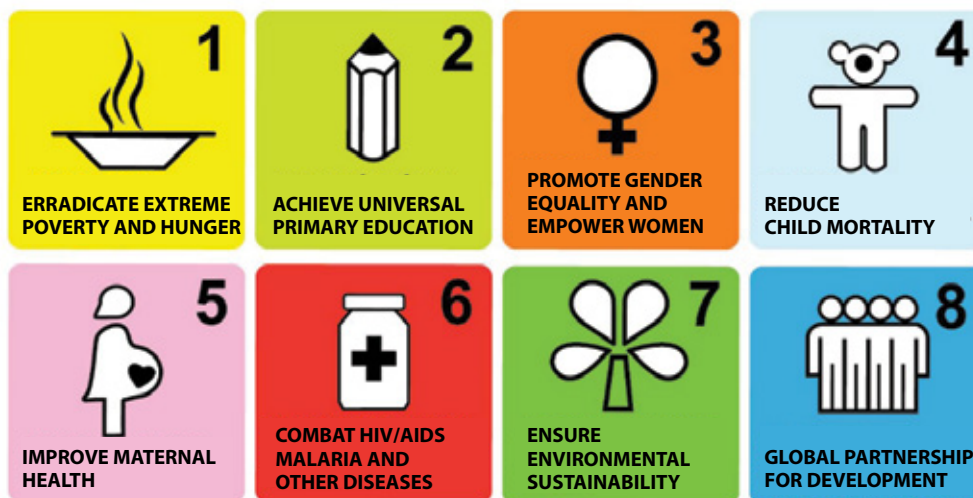 1
ERRADICATE EXTREME
POVERTY AND HUNGER
2
ACHIEVE UNIVERSAL
PRIMARY EDUCATION
3
PROMOTE GENDER
EQUALITY AND
EMPOWER WOMEN
4
REDUCE
CHILD MORTALITY
5
IMPROVE MATERNAL
HEALTH
6
COMBAT HIV/AIDS
MALARIA AND
OTHER DISEASES
7
ENSURE
ENVIRONMENTAL
SUSTAINABILITY
8
GLOBAL PARTNERSHIP
FOR DEVELOPMENT